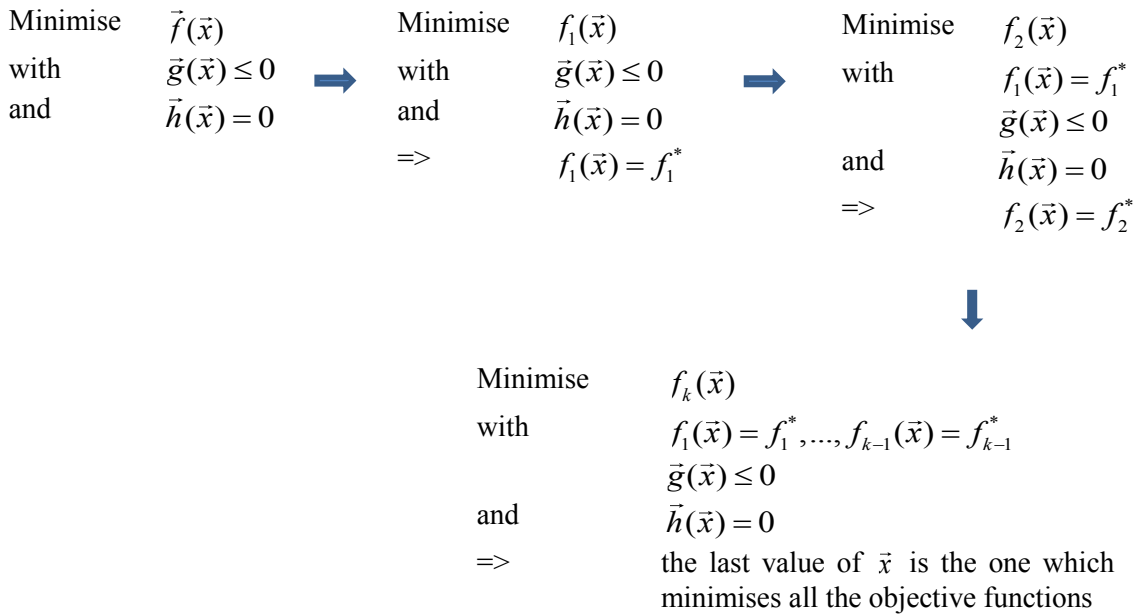 Minimise f⃗(x⃗)
with g⃗(x⃗) ≤ 0
and h⃗(x⃗) = 0
Minimise f₁(x⃗)
with g⃗(x⃗) ≤ 0
and h⃗(x⃗) = 0
=> f₁(x⃗) = f₁*
Minimise f₂(x⃗)
with f₁(x⃗) = f₁*
g⃗(x⃗) ≤ 0
and h⃗(x⃗) = 0
=> f₂(x⃗) = f₂*
Minimise fₖ(x⃗)
with f₁(x⃗) = f₁*,..., fₖ₋₁(x⃗) = fₖ₋₁*
g⃗(x⃗) ≤ 0
and h⃗(x⃗) = 0
=> the last value of x⃗ is the one which
minimises all the objective functions